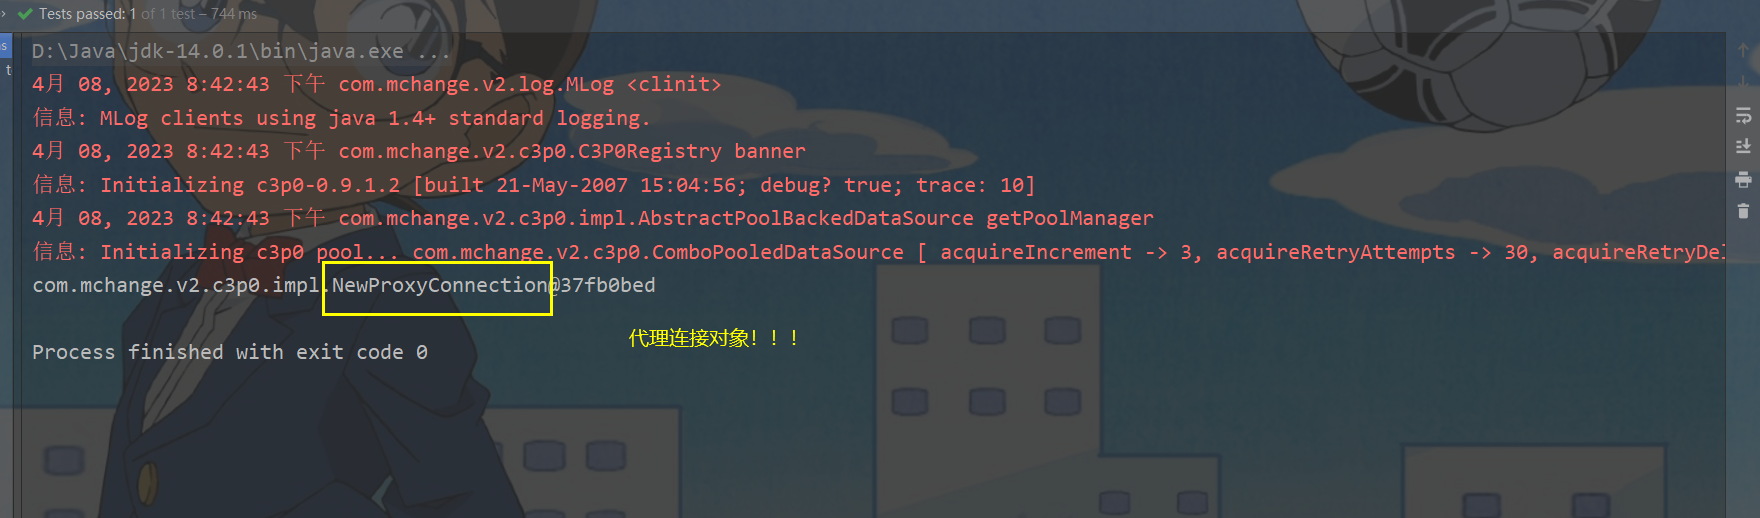 Tests passed: 1 of 1 test – 744 ms
D:\Java\jdk-14.0.1\bin\java.exe ...
4月 08, 2023 8:42:43 下午 com.mchange.v2.log.MLog <clinit>
信息: MLog clients using java 1.4+ standard logging.
4月 08, 2023 8:42:43 下午 com.mchange.v2.c3p0.C3P0Registry banner
信息: Initializing c3p0-0.9.1.2 [built 21-May-2007 15:04:56; debug? true; trace: 10]
4月 08, 2023 8:42:43 下午 com.mchange.v2.c3p0.impl.AbstractPoolBackedDataSource getPoolManager
信息: Initializing c3p0 pool... com.mchange.v2.c3p0.ComboPooledDataSource [ acquireIncrement -> 3, acquireRetryAttempts -> 30, acquireRetryDel
com.mchange.v2.c3p0.impl.NewProxyConnection@37fb0bed
代理连接对象！！！
Process finished with exit code 0